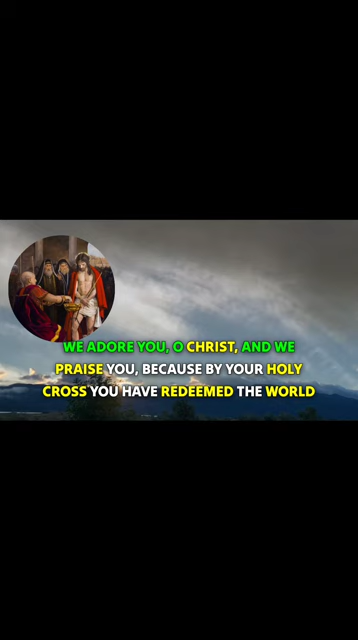 WE ADORE YOU, O CHRIST, AND WE
PRAISE YOU, BECAUSE BY YOUR HOLY
CROSS YOU HAVE REDEEMED THE WORLD